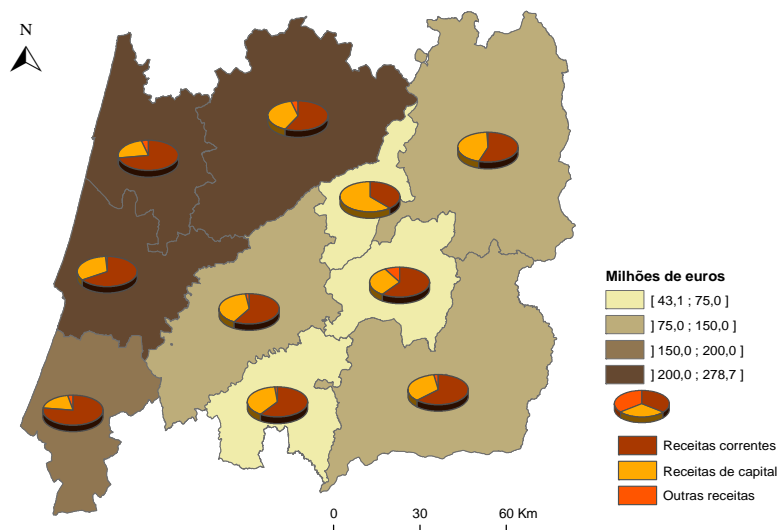 N
Milhões de euros
[ 43,1 ; 75,0 ]
] 75,0 ; 150,0 ]
] 150,0 ; 200,0 ]
] 200,0 ; 278,7 ]
Receitas correntes
Receitas de capital
Outras receitas
0 30 60 Km